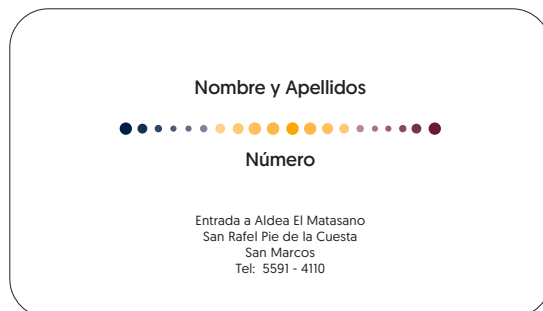 Nombre y Apellidos
Número
Entrada a Aldea El Matasano
San Rafel Pie de la Cuesta
San Marcos
Tel: 5591 - 4110